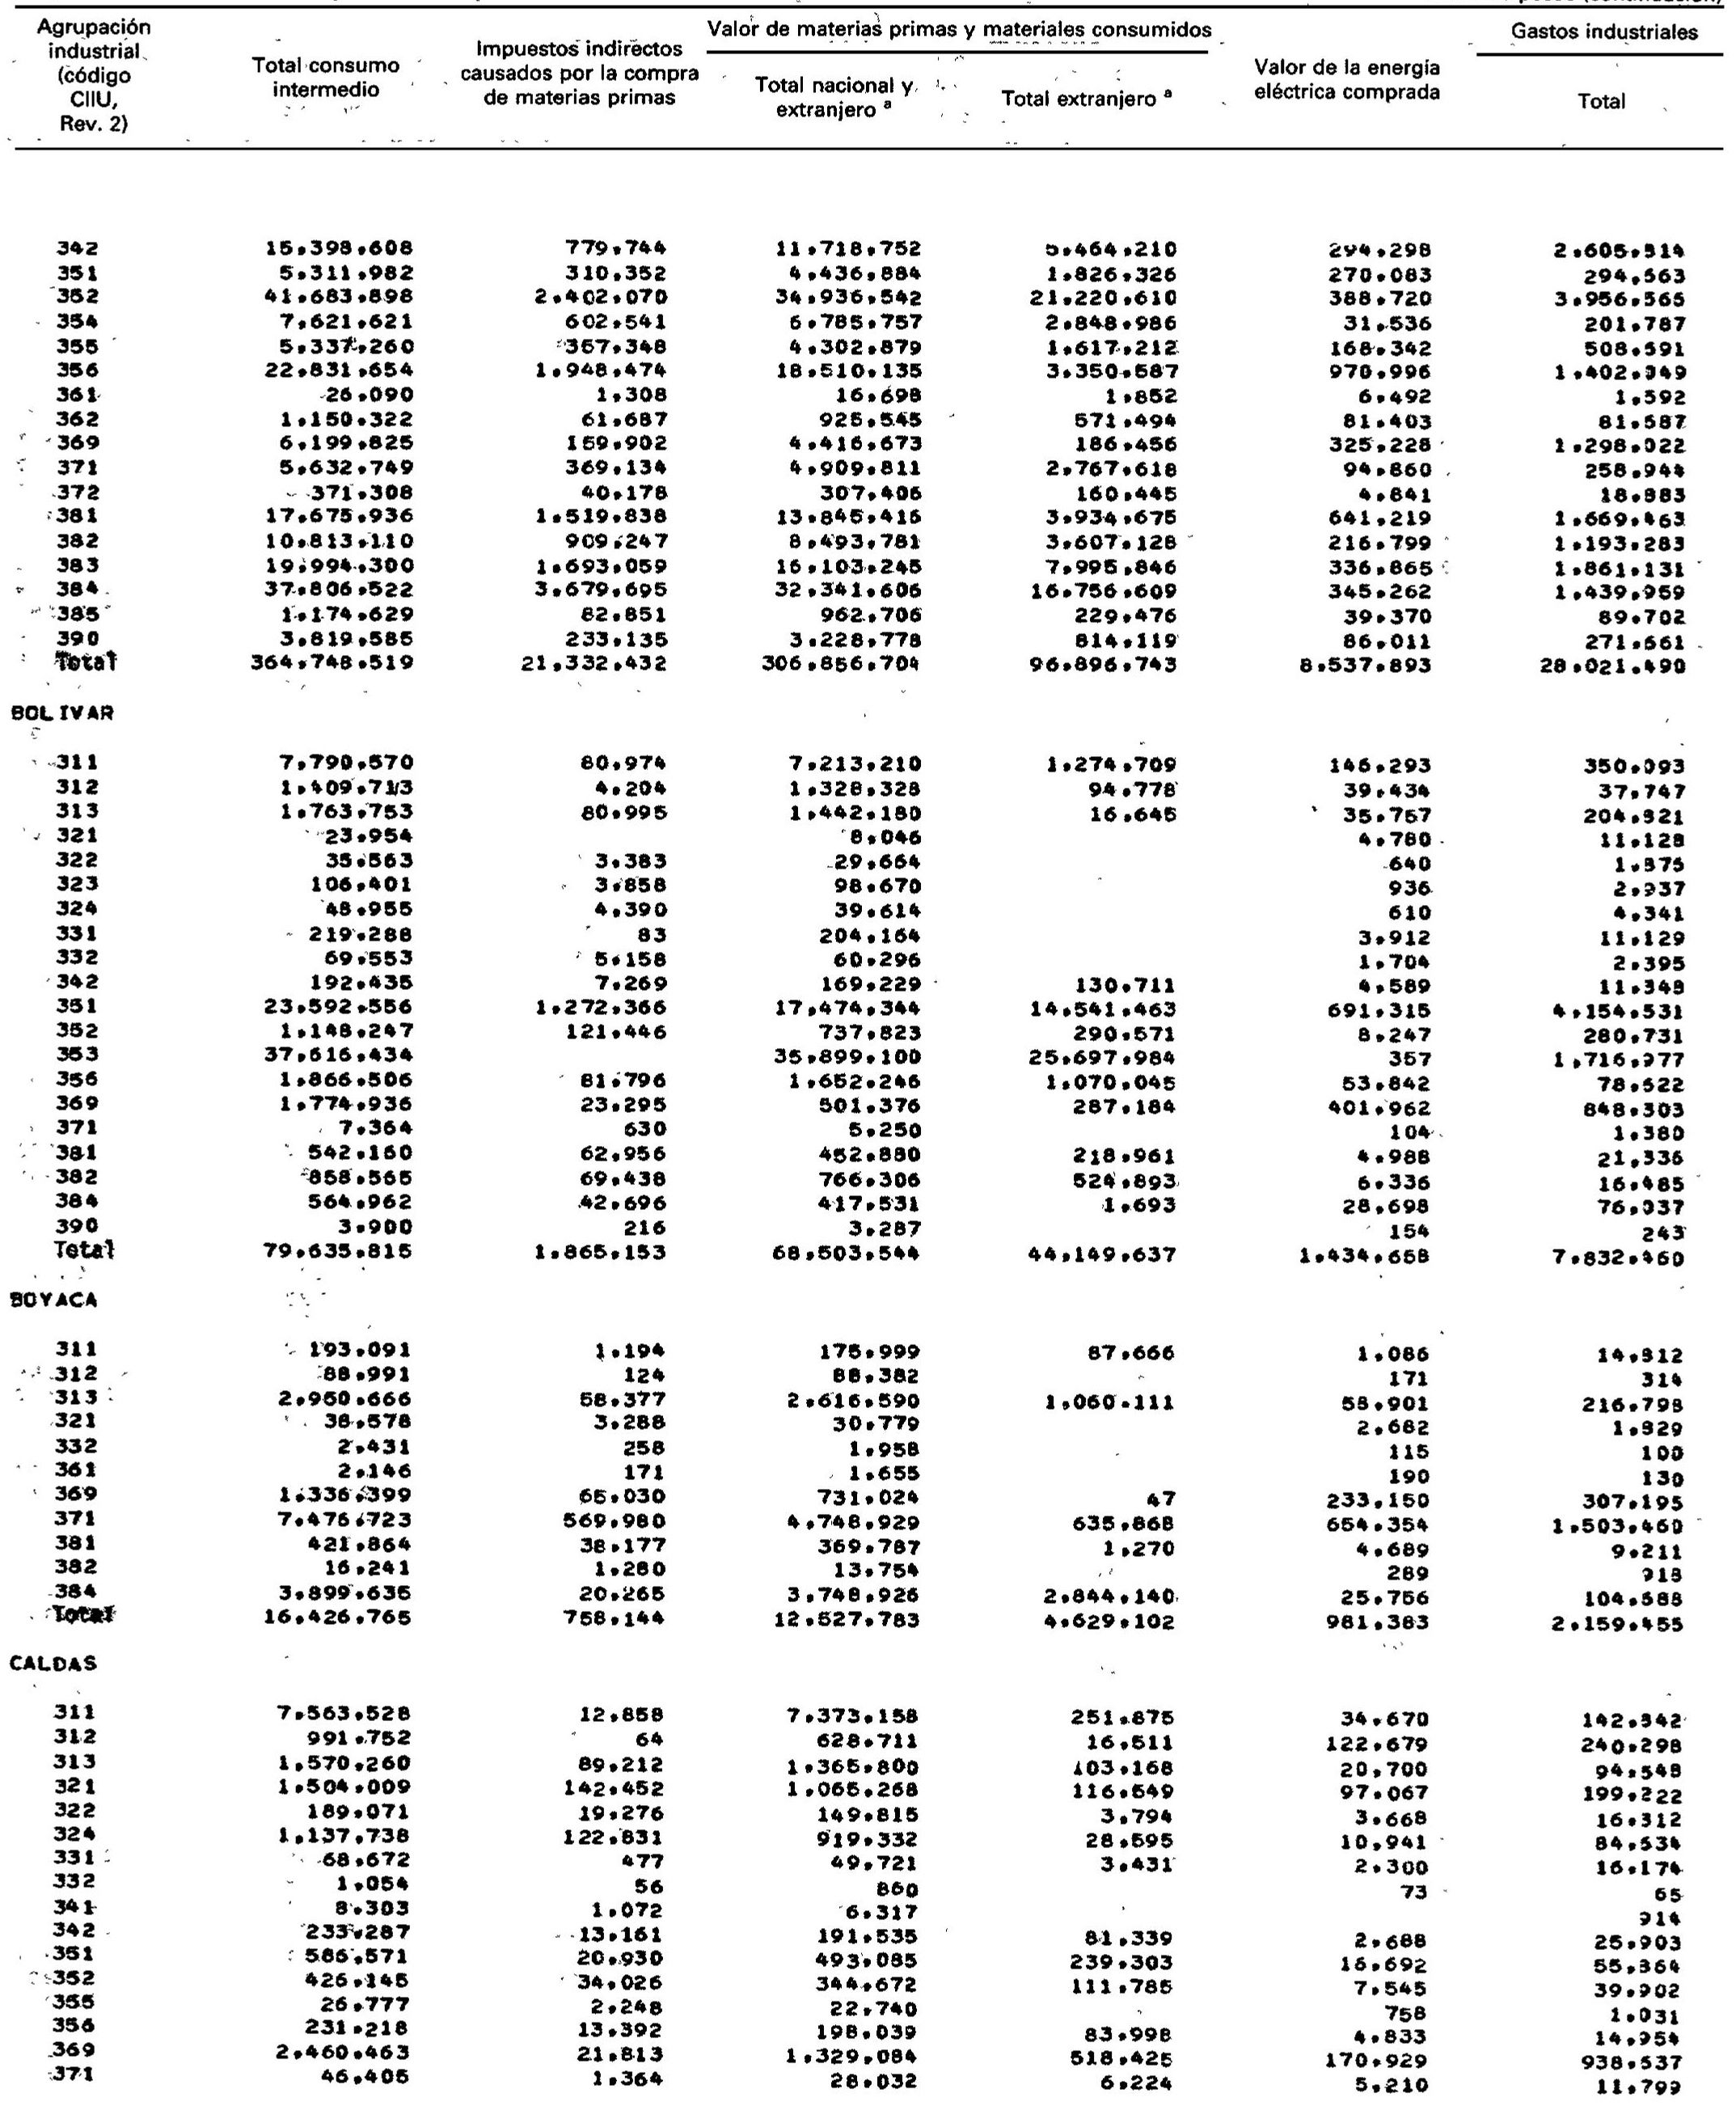 Agrupación industrial (código CIIU, Rev. 2)
Total consumo intermedio
Impuestos indirectos causados por la compra de materias primas
Valor de materias primas y materiales consumidos
Total nacional y extranjero a
Total extranjero a
Valor de la energía eléctrica comprada
Gastos industriales
Total
342 15.398.608 779.744 11.718.752 5.464.210 294.298 2.605.814
351 5.311.982 310.352 4.436.884 1.826.326 270.083 294.663
352 41.683.898 2.402.070 34.936.542 21.220.610 388.720 3.956.566
354 7.621.621 602.541 6.785.757 2.848.986 31.536 201.787
355 5.337.260 357.348 4.302.879 1.617.212 168.342 508.691
356 22.831.654 1.948.474 18.510.135 3.350.587 970.996 1.402.049
361 26.090 1.308 16.698 1.852 6.492 1.592
362 1.150.322 61.687 925.545 571.494 81.403 81.687
369 6.199.825 159.902 4.416.673 186.456 325.228 1.298.022
371 5.632.749 369.134 4.909.811 2.767.618 94.860 258.944
372 371.308 40.178 307.406 160.445 4.841 18.883
381 17.675.936 1.519.838 13.845.416 3.934.675 641.219 1.669.463
382 10.813.110 909.247 8.493.781 3.607.128 216.799 1.193.283
383 19.994.300 1.693.059 16.103.245 7.995.846 336.865 1.861.131
384 37.806.522 3.679.695 32.341.606 16.756.609 345.262 1.439.959
385 1.174.629 82.851 962.706 229.476 39.370 89.702
390 3.819.585 233.135 3.228.778 814.119 86.011 271.661
Total 364.748.519 21.332.432 306.856.704 96.896.743 8.537.893 28.021.490
BOLIVAR
311 7.790.570 80.974 7.213.210 1.274.709 146.293 350.093
312 1.409.713 4.204 1.328.328 94.778 39.434 37.747
313 1.763.753 80.995 1.442.180 16.645 35.757 204.821
321 23.954 8.046 4.780 11.128
322 35.563 3.383 29.664 640 1.876
323 106.401 3.858 98.670 936 2.937
324 48.955 4.390 39.614 610 4.341
331 219.288 83 204.164 3.912 11.129
332 69.553 5.158 60.296 1.704 2.395
342 192.435 7.269 169.229 130.711 4.589 11.348
351 23.592.556 1.272.366 17.474.344 14.541.463 691.315 4.154.531
352 1.148.247 121.446 737.823 290.571 8.247 280.731
353 37.616.434 35.899.100 25.697.984 357 1.716.977
356 1.866.506 81.796 1.652.246 1.070.045 53.842 78.622
369 1.774.936 23.295 501.376 287.184 401.962 848.303
371 7.364 630 5.250 104 1.380
381 542.160 62.956 452.880 218.961 4.988 21.336
382 858.565 69.438 766.306 524.893 6.336 16.485
384 564.962 42.696 417.531 1.693 28.698 76.037
390 3.900 216 3.287 154 243
Total 79.635.815 1.865.153 68.503.544 44.149.637 1.434.658 7.832.460
BOYACA
311 193.091 1.194 175.999 87.666 1.086 14.812
312 88.991 124 88.382 171 314
313 2.950.666 58.377 2.616.590 1.060.111 58.901 216.798
321 38.578 3.288 30.779 2.682 1.829
332 2.431 258 1.958 115 100
361 2.146 171 1.655 190 130
369 1.336.399 65.030 731.024 47 233.150 307.195
371 7.476.723 569.980 4.748.929 635.868 654.354 1.503.460
381 421.864 38.177 369.787 1.270 4.689 9.211
382 16.241 1.280 13.754 289 918
384 3.899.635 20.265 3.748.926 2.844.140 25.756 104.688
Total 16.426.765 758.144 12.527.783 4.629.102 981.383 2.159.455
CALDAS
311 7.563.528 12.858 7.373.158 251.875 34.670 142.842
312 991.752 64 628.711 16.511 122.679 240.298
313 1.570.260 89.212 1.365.800 103.168 20.700 94.548
321 1.504.009 142.452 1.065.268 116.549 97.067 199.222
322 189.071 19.276 149.815 3.794 3.668 16.312
324 1.137.738 122.831 919.332 28.595 10.941 84.634
331 68.672 477 49.721 3.431 2.300 16.174
332 1.054 56 860 73 65
341 8.303 1.072 6.317 914
342 233.287 13.161 191.535 81.339 2.688 25.903
351 586.571 20.930 493.085 239.303 16.692 55.864
352 426.145 34.026 344.672 111.785 7.545 39.902
355 26.777 2.248 22.740 758 1.031
356 231.218 13.392 198.039 83.998 4.833 14.954
369 2.460.463 21.813 1.329.084 518.425 170.929 938.637
371 46.405 1.364 28.032 6.224 5.210 11.799